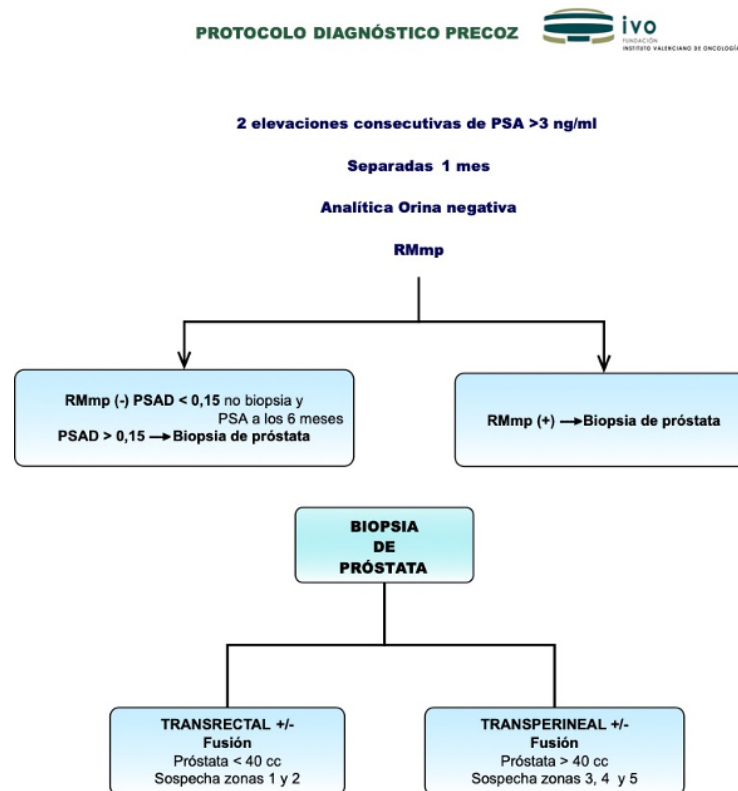 PROTOCOLO DIAGNÓSTICO PRECOZ
ivo
FUNDACIÓN
INSTITUTO VALENCIANO DE ONCOLOGÍA
2 elevaciones consecutivas de PSA >3 ng/ml
Separadas 1 mes
Analítica Orina negativa
RMmp
RMmp (-) PSAD < 0,15 no biopsia y
PSA a los 6 meses
PSAD > 0,15 → Biopsia de próstata
RMmp (+) → Biopsia de próstata
BIOPSIA
DE
PRÓSTATA
TRANSRECTAL +/-
Fusión
Próstata < 40 cc
Sospecha zonas 1 y 2
TRANSPERINEAL +/-
Fusión
Próstata > 40 cc
Sospecha zonas 3, 4 y 5